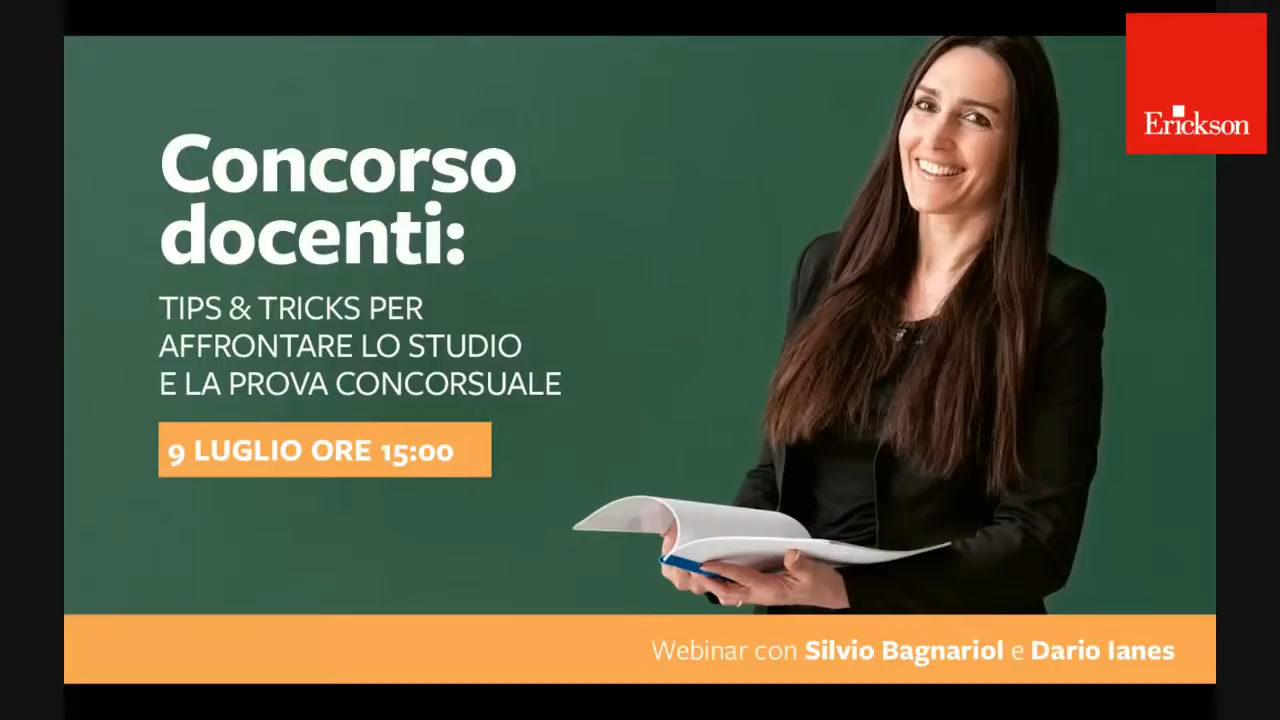 Erickson
Concorso
docenti:
TIPS & TRICKS PER
AFFRONTARE LO STUDIO
E LA PROVA CONCORSUALE
9 LUGLIO ORE 15:00
Webinar con Silvio Bagnariol e Dario Ianes